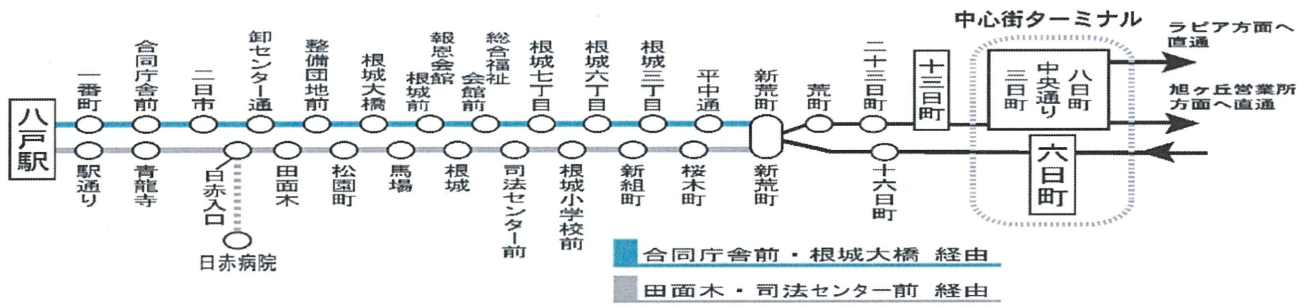 中心街ターミナル
ラピア方面へ
直通
旭ヶ丘営業所
方面へ直通
八戸駅
一番町
合同庁舎前
二日市
卸センター通
整備団地前
根城大橋
報恩会館
根城前
総合福祉
会館前
根城七丁目
根城六丁目
根城三丁目
平中通
新荒町
荒町
二十三日町
十三日町
三日町
中央通り
八日町
駅通り
青龍寺
日赤入口
日赤病院
田面木
松園町
馬場
根城
司法センター前
根城小学校前
新組町
桜木町
新荒町
十六日町
六日町
合同庁舎前・根城大橋 経由
田面木・司法センター前 経由